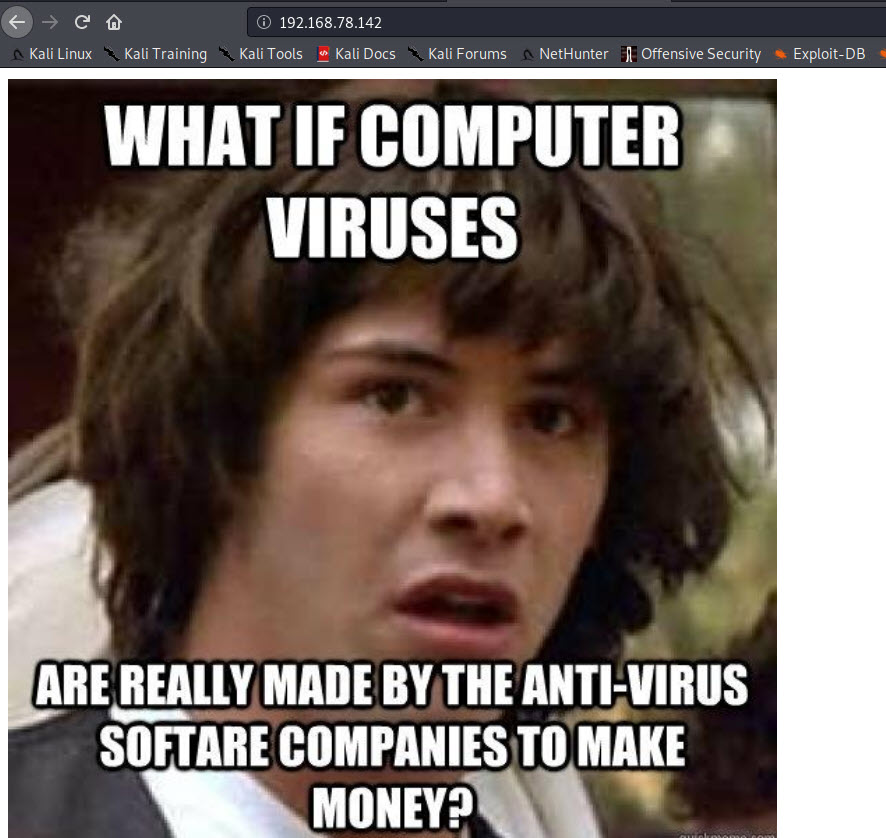 192.168.78.142
Kali Linux Kali Training Kali Tools Kali Docs Kali Forums NetHunter Offensive Security Exploit-DB
WHAT IF COMPUTER
VIRUSES
ARE REALLY MADE BY THE ANTI-VIRUS
SOFTARE COMPANIES TO MAKE
MONEY?